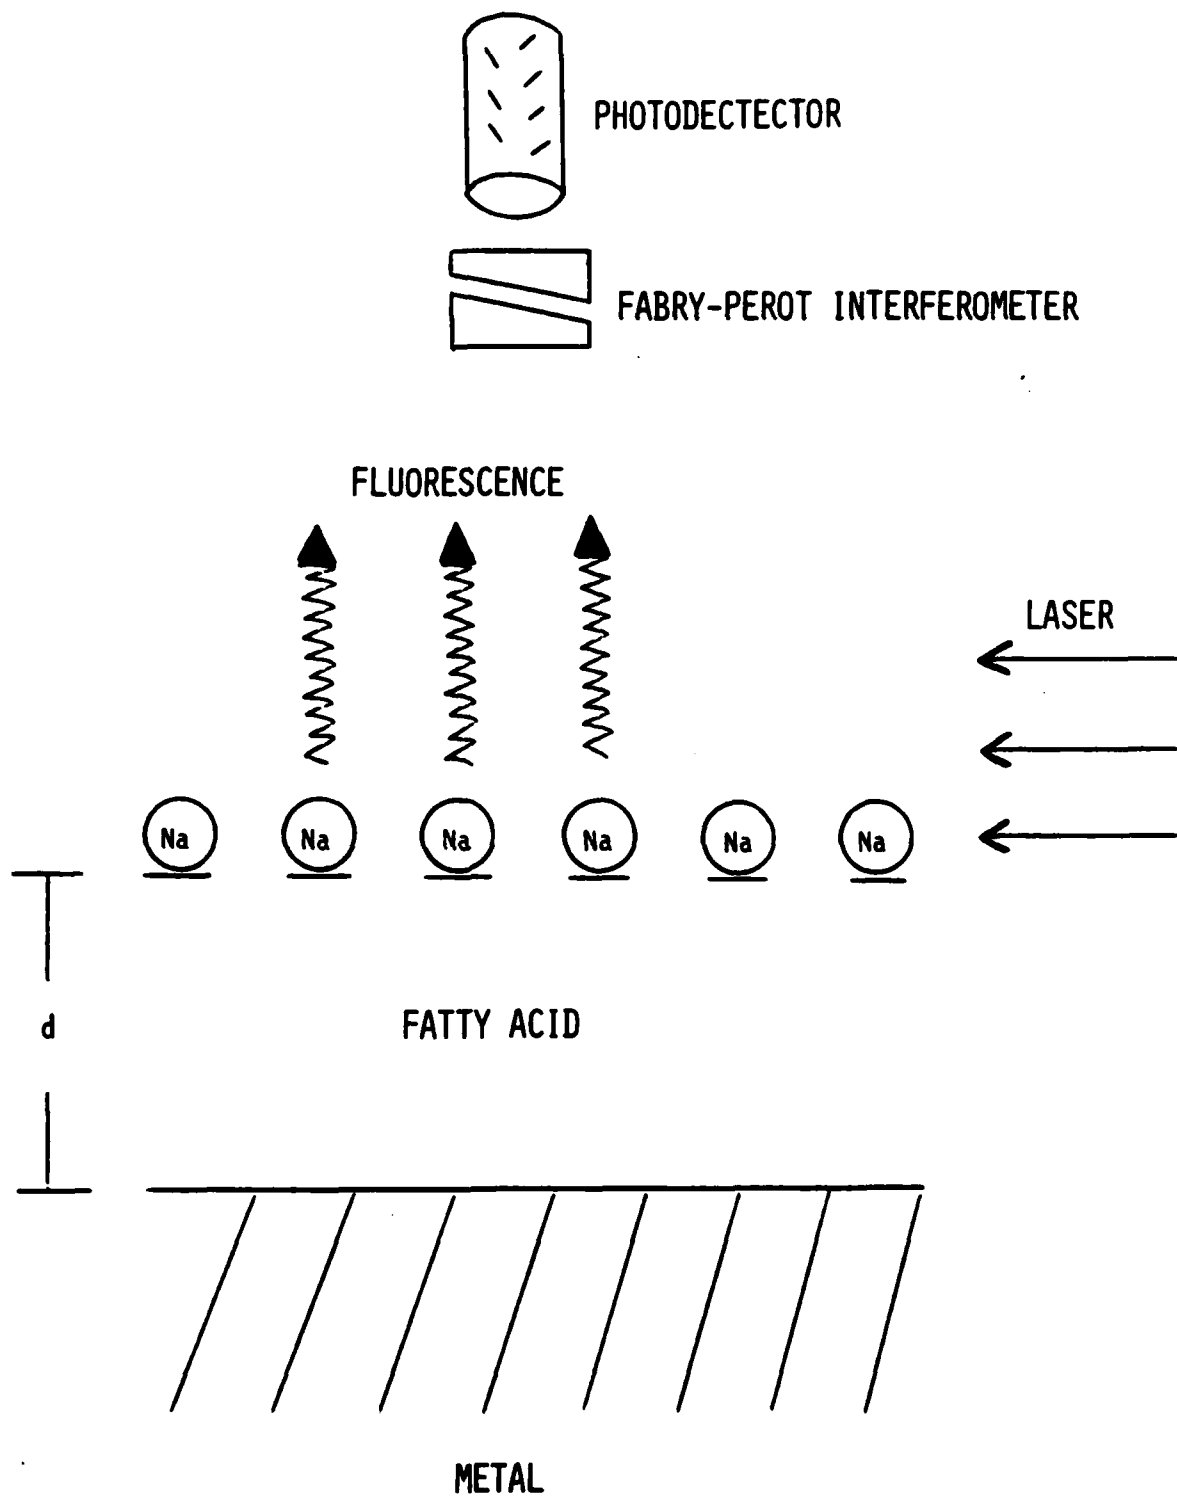 PHOTODECTECTOR
FABRY-PEROT INTERFEROMETER
FLUORESCENCE
LASER
Na Na Na Na Na Na
d
FATTY ACID
METAL